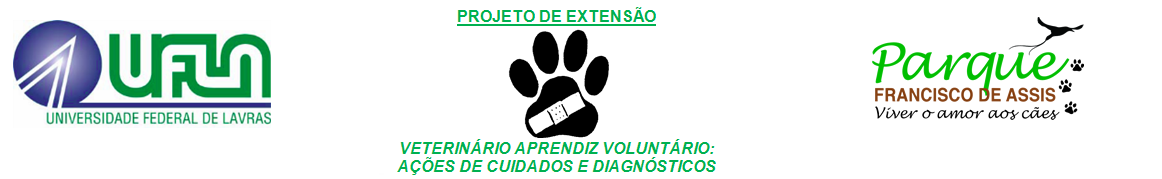 UFLA
UNIVERSIDADE FEDERAL DE LAVRAS
PROJETO DE EXTENSÃO
VETERINÁRIO APRENDIZ VOLUNTÁRIO:
AÇÕES DE CUIDADOS E DIAGNÓSTICOS
Parque
FRANCISCO DE ASSIS
Viver o amor aos cães